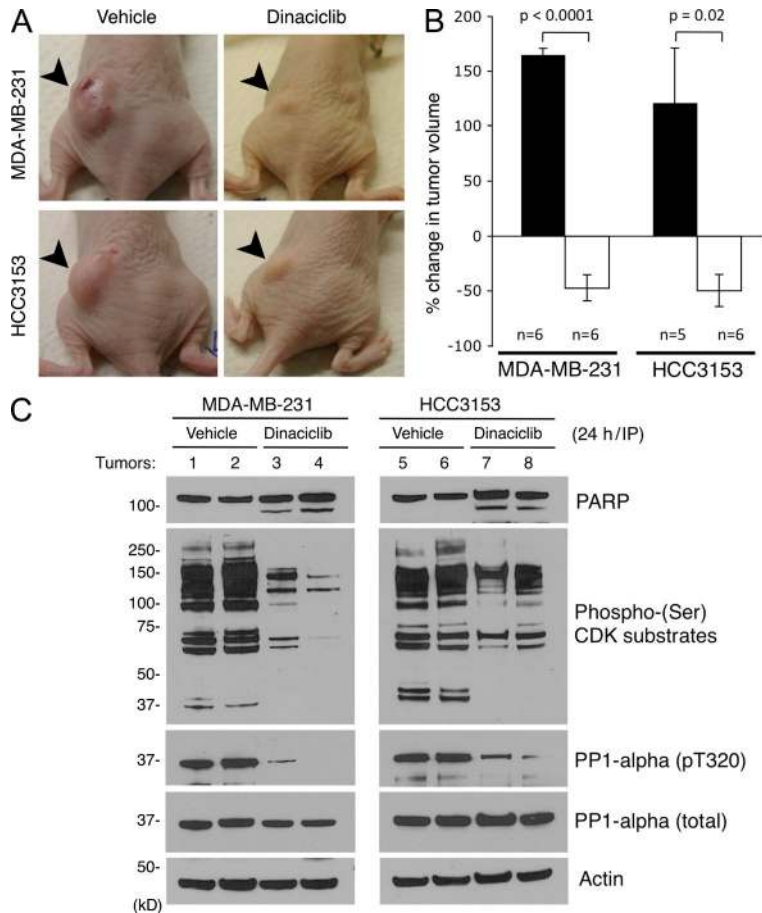 A
Vehicle
Dinaciclib
MDA-MB-231
HCC3153
B
p < 0.0001
p = 0.02
% change in tumor volume
200
150
100
50
0
-50
-100
n=6
n=6
n=5
n=6
MDA-MB-231
HCC3153
C
MDA-MB-231
HCC3153
Vehicle
Dinaciclib
Vehicle
Dinaciclib
(24 h/IP)
Tumors:
1
2
3
4
5
6
7
8
100-
PARP
250-
150-
100-
75-
50-
37-
Phospho-(Ser)
CDK substrates
37-
PP1-alpha (pT320)
37-
PP1-alpha (total)
50-
Actin
(kD)